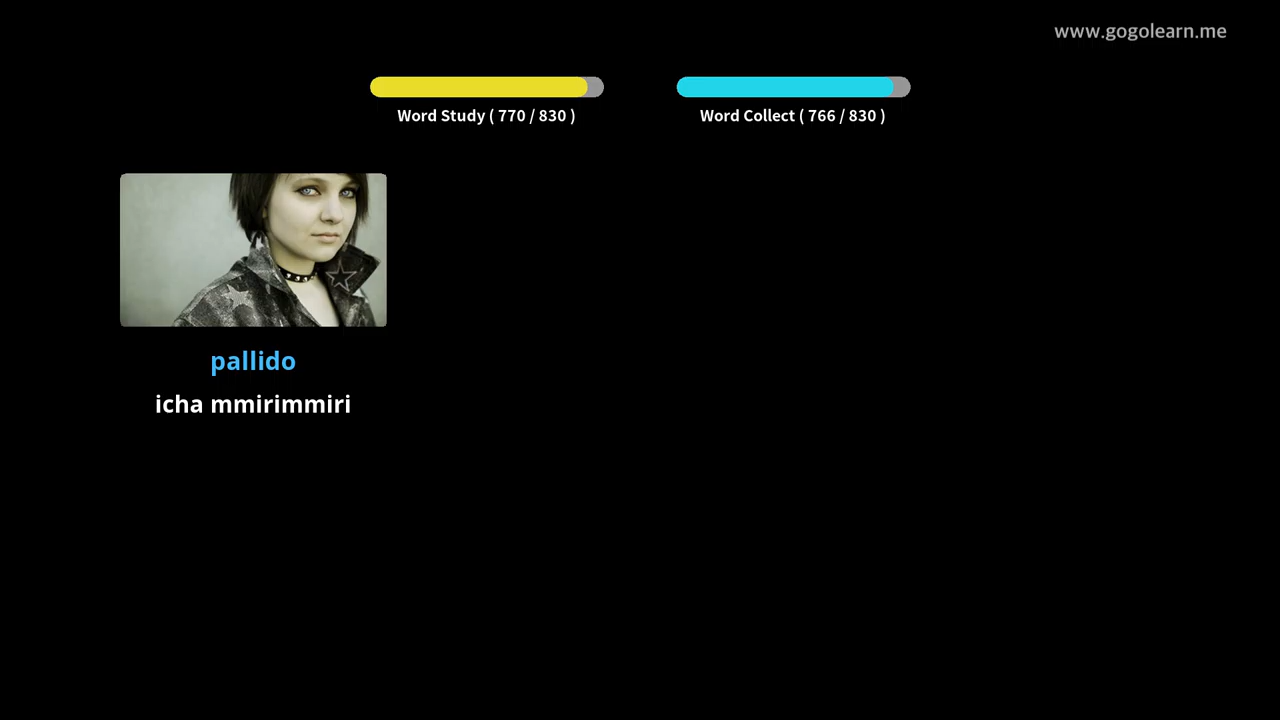 www.gogolearn.me
Word Study ( 770 / 830 )
Word Collect ( 766 / 830 )
pallido
icha mmirimmiri